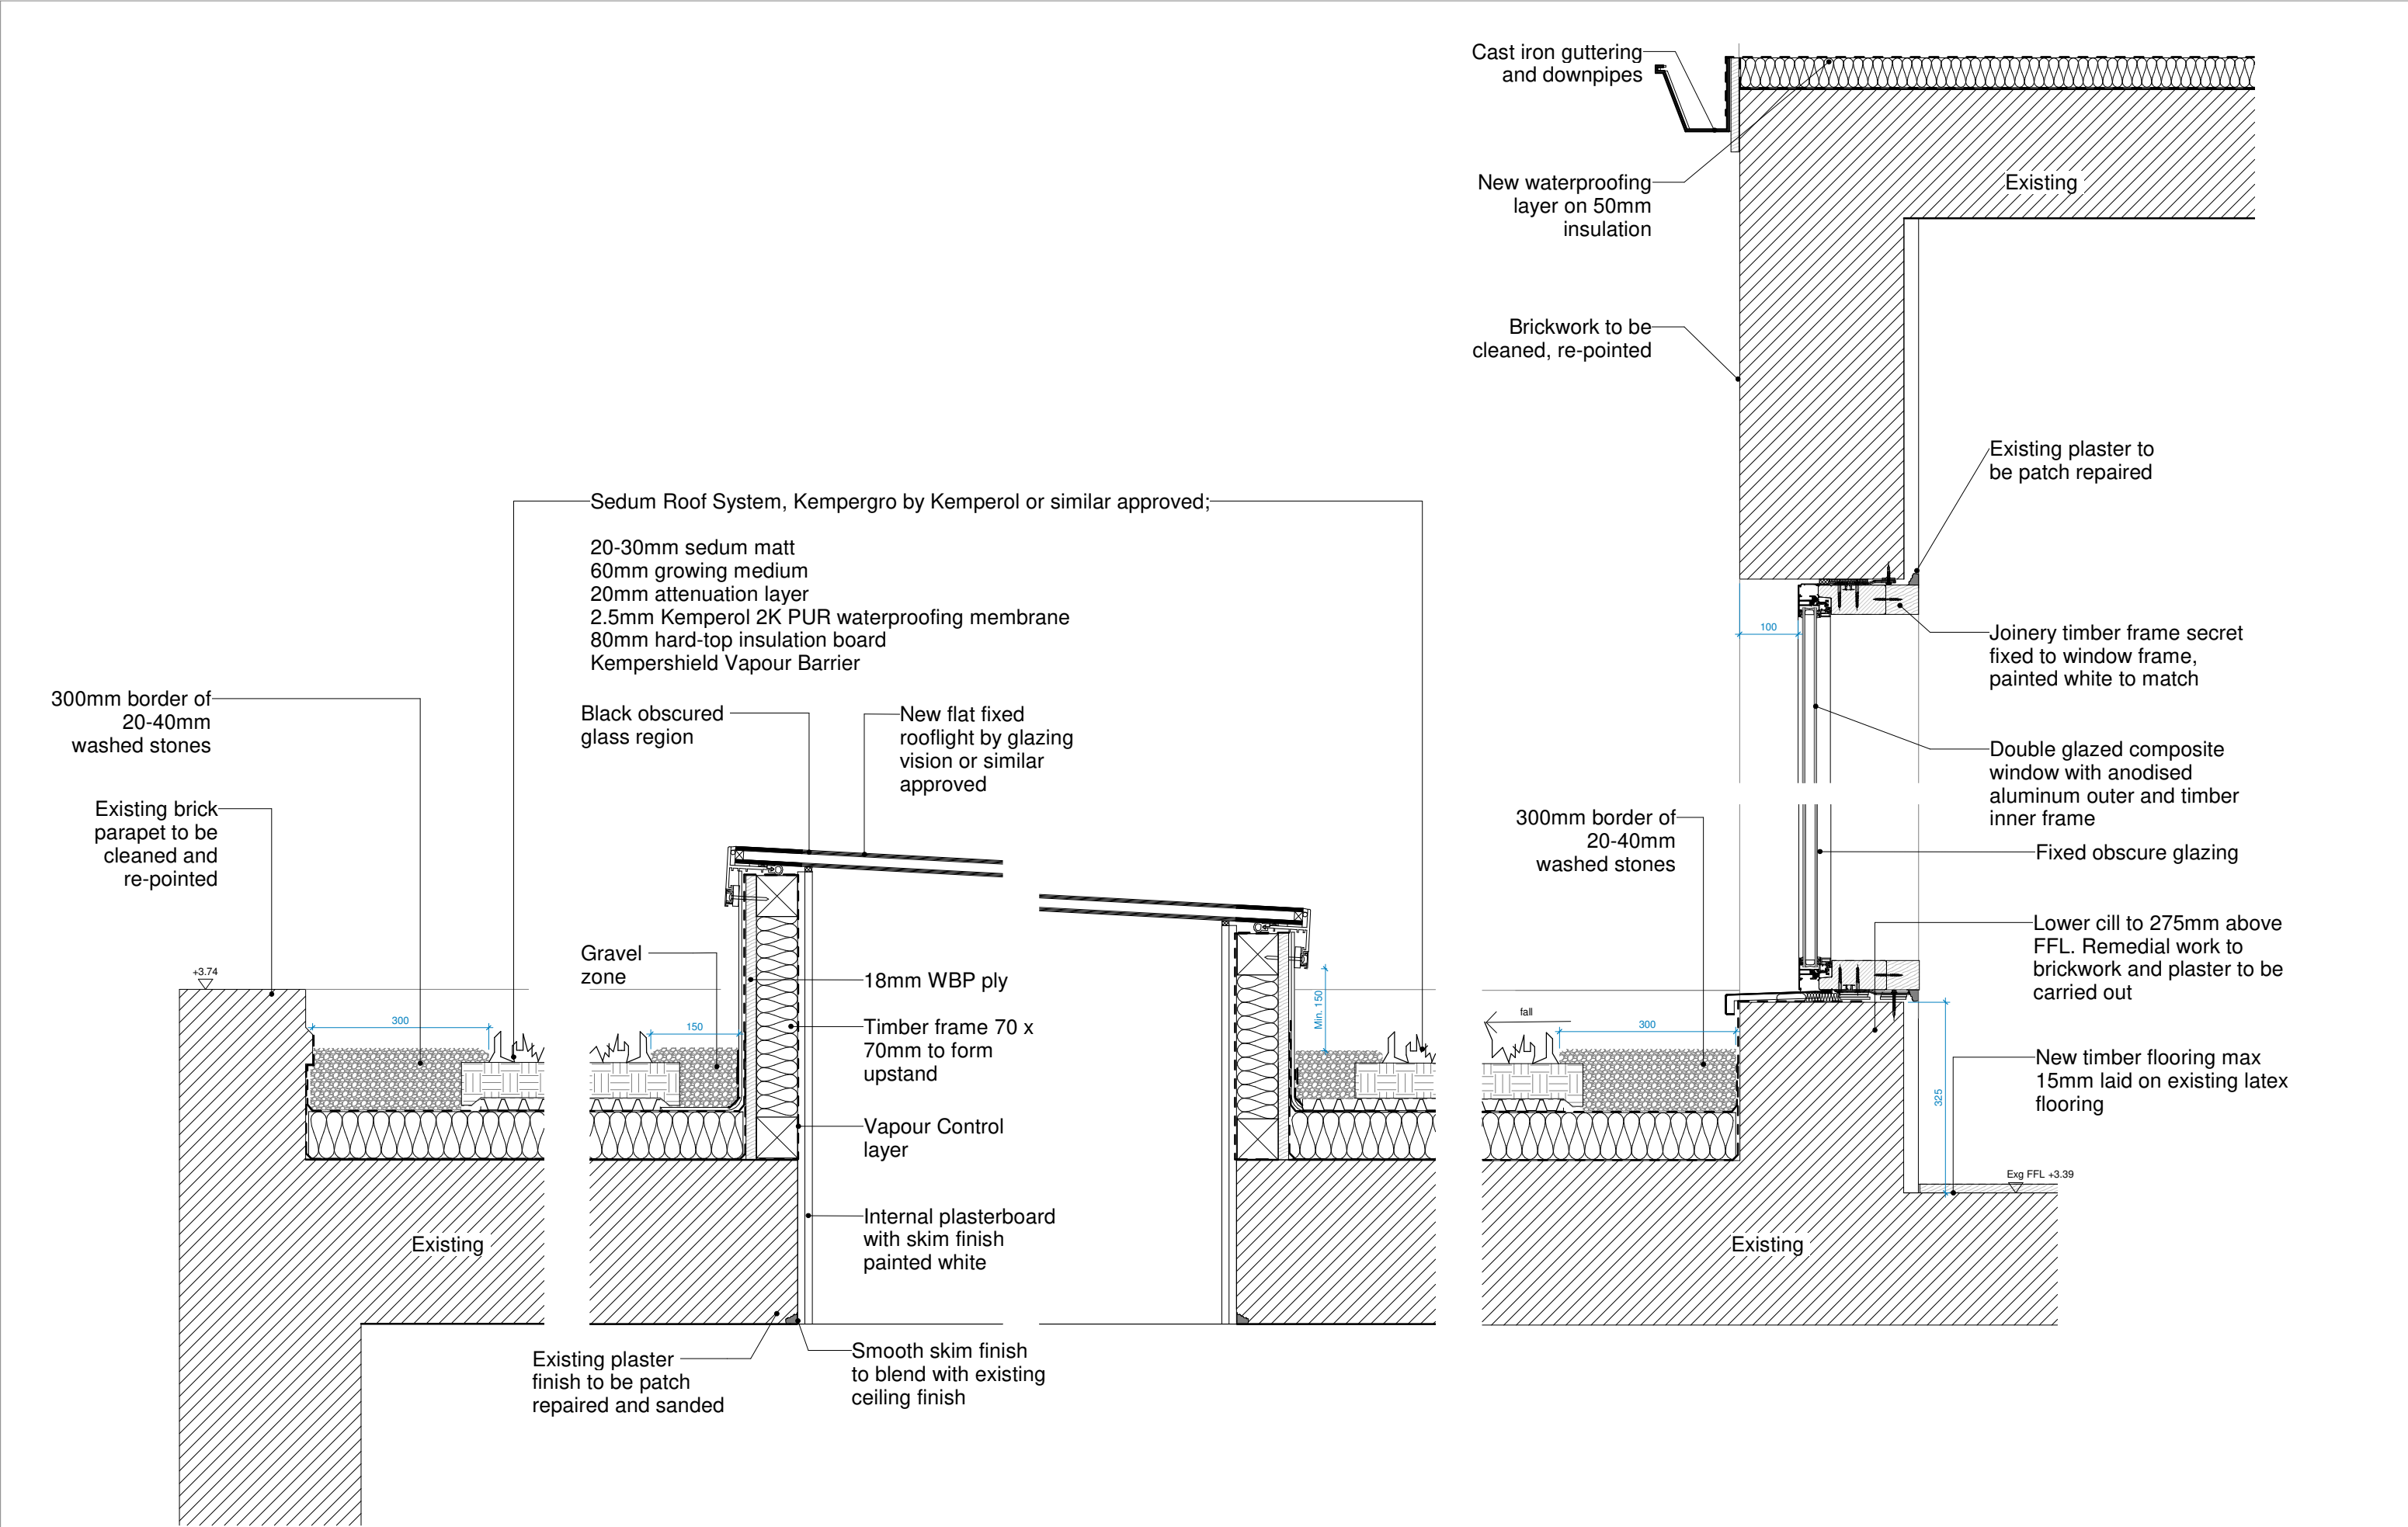 Cast iron guttering
and downpipes
New waterproofing
layer on 50mm
insulation
Existing
Brickwork to be
cleaned, re-pointed
Existing plaster to
be patch repaired
Sedum Roof System, Kempergro by Kemperol or similar approved;
20-30mm sedum matt
60mm growing medium
20mm attenuation layer
2.5mm Kemperol 2K PUR waterproofing membrane
80mm hard-top insulation board
Kempershield Vapour Barrier
100
Joinery timber frame secret
fixed to window frame,
painted white to match
300mm border of
20-40mm
washed stones
Black obscured
glass region
New flat fixed
rooflight by glazing
vision or similar
approved
Double glazed composite
window with anodised
aluminum outer and timber
inner frame
Existing brick
parapet to be
cleaned and
re-pointed
300mm border of
20-40mm
washed stones
Fixed obscure glazing
Lower cill to 275mm above
FFL. Remedial work to
brickwork and plaster to be
carried out
Gravel
zone
+3.74
18mm WBP ply
Min. 150
300
150
fall
300
Timber frame 70 x
70mm to form
upstand
New timber flooring max
15mm laid on existing latex
flooring
325
Vapour Control
layer
Exg FFL +3.39
Internal plasterboard
with skim finish
painted white
Existing
Existing
Existing plaster
finish to be patch
repaired and sanded
Smooth skim finish
to blend with existing
ceiling finish